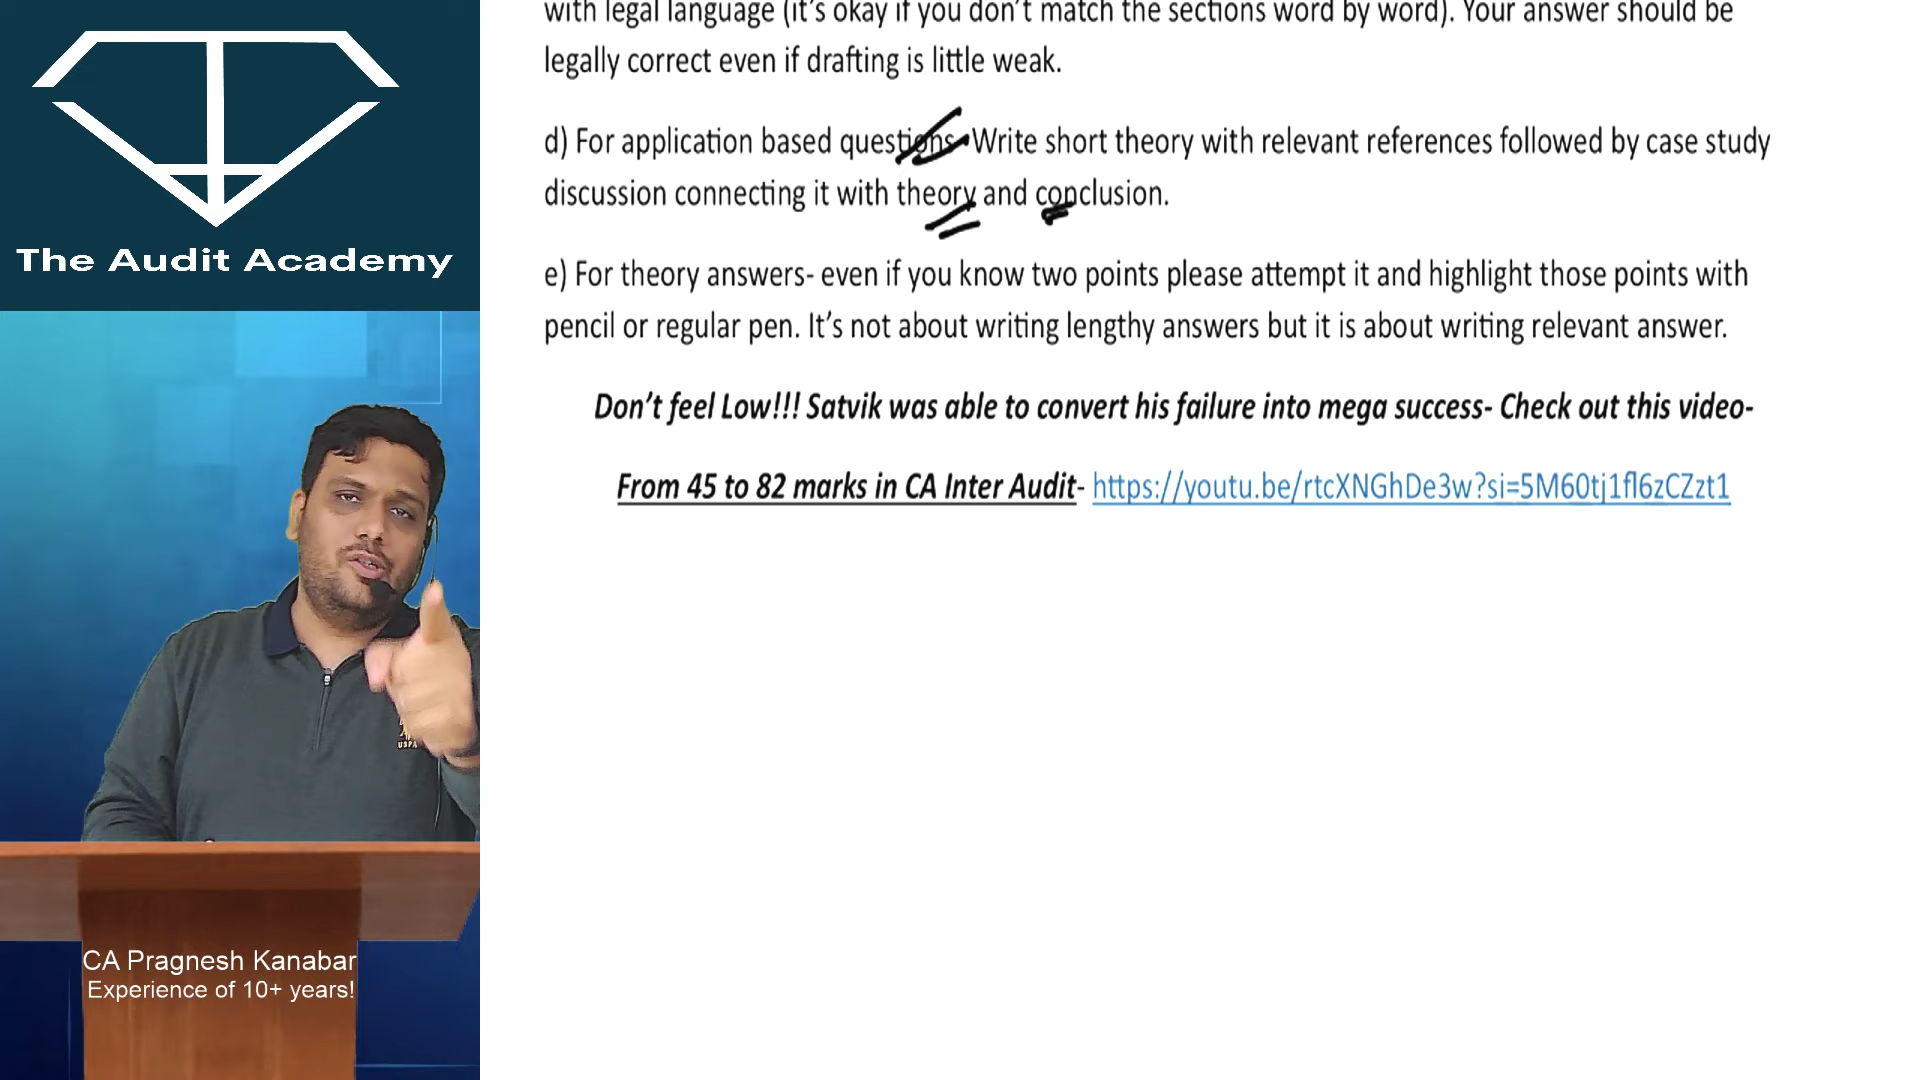 The Audit Academy
with legal language (it's okay if you don't match the sections word by word). Your answer should be
legally correct even if drafting is little weak.
d) For application based questions- Write short theory with relevant references followed by case study
discussion connecting it with theory and conclusion.
e) For theory answers- even if you know two points please attempt it and highlight those points with
pencil or regular pen. It's not about writing lengthy answers but it is about writing relevant answer.
Don't feel Low!!! Satvik was able to convert his failure into mega success- Check out this video-
From 45 to 82 marks in CA Inter Audit- https://youtu.be/rtcXNGhDe3w?si=5M60tj1fl6zCZzt1
USPA
CA Pragnesh Kanabar
Experience of 10+ years!